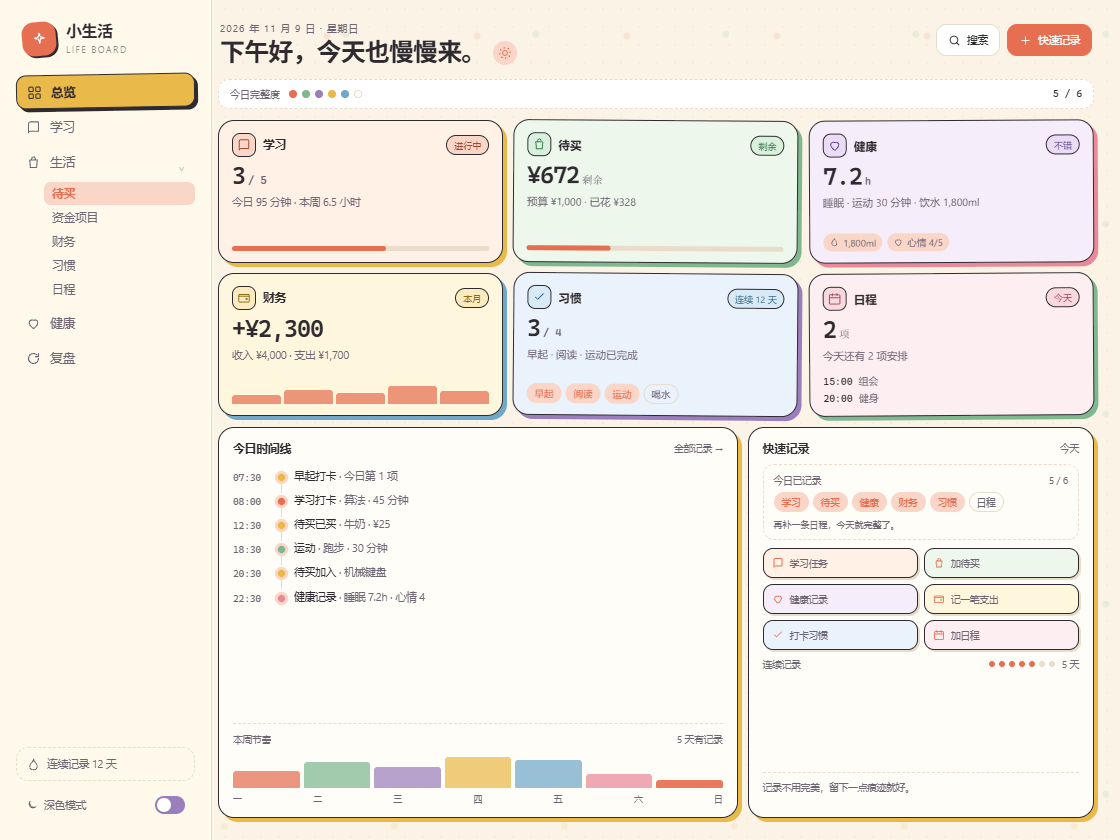 小生活
LIFE BOARD
总览
学习
生活
待买
资金项目
财务
习惯
日程
健康
复盘
连续记录 12 天
深色模式
2026 年 11 月 9 日 · 星期日
下午好，今天也慢慢来。
搜索
快速记录
今日完整度
5 / 6
学习
进行中
3 / 5
今日 95 分钟 · 本周 6.5 小时
待买
剩余
¥672 剩余
预算 ¥1,000 · 已花 ¥328
健康
不错
7.2 h
睡眠 · 运动 30 分钟 · 饮水 1,800ml
1,800ml
心情 4/5
财务
本月
+¥2,300
收入 ¥4,000 · 支出 ¥1,700
习惯
连续 12 天
3 / 4
早起 · 阅读 · 运动已完成
早起
阅读
运动
喝水
日程
今天
2 项
今天还有 2 项安排
15:00 组会
20:00 健身
今日时间线
全部记录 →
07:30 早起打卡 · 今日第 1 项
08:00 学习打卡 · 算法 · 45 分钟
12:30 待买已买 · 牛奶 · ¥25
18:30 运动 · 跑步 · 30 分钟
20:30 待买加入 · 机械键盘
22:30 健康记录 · 睡眠 7.2h · 心情 4
本周节奏
5 天有记录
一 二 三 四 五 六 日
快速记录
今天
今日已记录
5 / 6
学习
待买
健康
财务
习惯
日程
再补一条日程，今天就完整了。
学习任务
加待买
健康记录
记一笔支出
打卡习惯
加日程
连续记录
5 天
记录不用完美，留下一点痕迹就好。